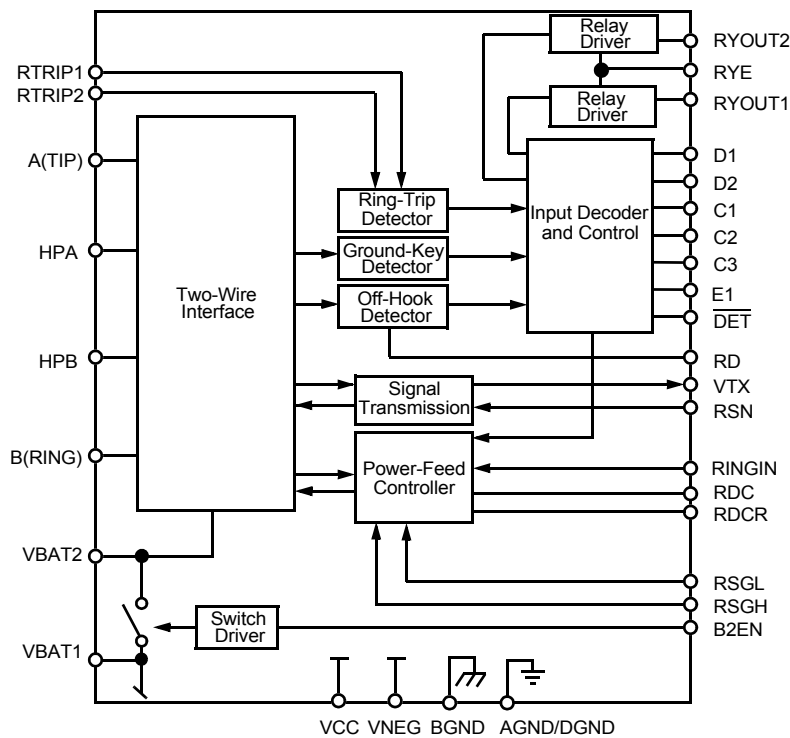 Relay
Driver
RYOUT2
RYE
RTRIP1
RTRIP2
Relay
Driver
RYOUT1
A(TIP)
D1
D2
Ring-Trip
Detector
Input Decoder
and Control
C1
C2
HPA
Ground-Key
Detector
C3
Two-Wire
Interface
Off-Hook
Detector
E1
DET
HPB
RD
Signal
Transmission
VTX
RSN
B(RING)
Power-Feed
Controller
RINGIN
RDC
RDCR
VBAT2
RSGL
RSGH
Switch
Driver
B2EN
VBAT1
VCC VNEG BGND AGND/DGND